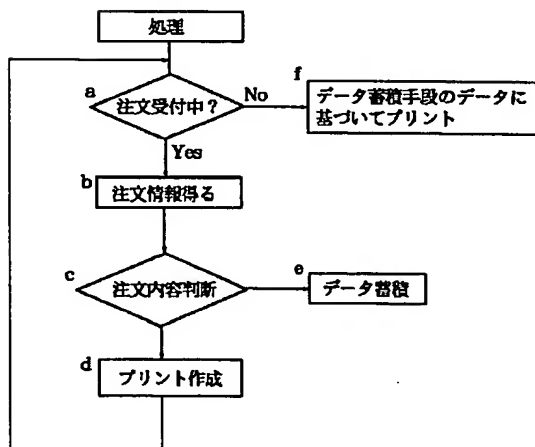 処理
a
注文受付中？
No
f
データ蓄積手段のデータに
基づいてプリント
Yes
b
注文情報得る
c
注文内容判断
e
データ蓄積
d
プリント作成